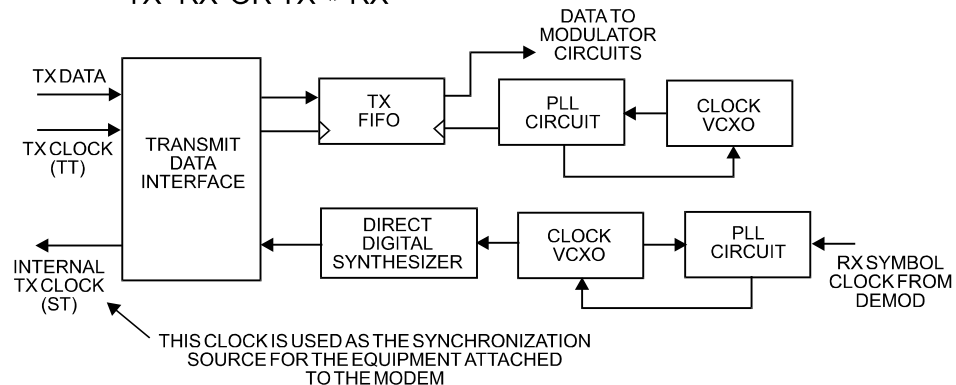 DATA TO
MODULATOR
CIRCUITS
TX DATA
TX CLOCK
(TT)
TRANSMIT
DATA
INTERFACE
TX
FIFO
PLL
CIRCUIT
CLOCK
VCXO
INTERNAL
TX CLOCK
(ST)
DIRECT
DIGITAL
SYNTHESIZER
CLOCK
VCXO
PLL
CIRCUIT
RX SYMBOL
CLOCK FROM
DEMOD
THIS CLOCK IS USED AS THE SYNCHRONIZATION
SOURCE FOR THE EQUIPMENT ATTACHED
TO THE MODEM